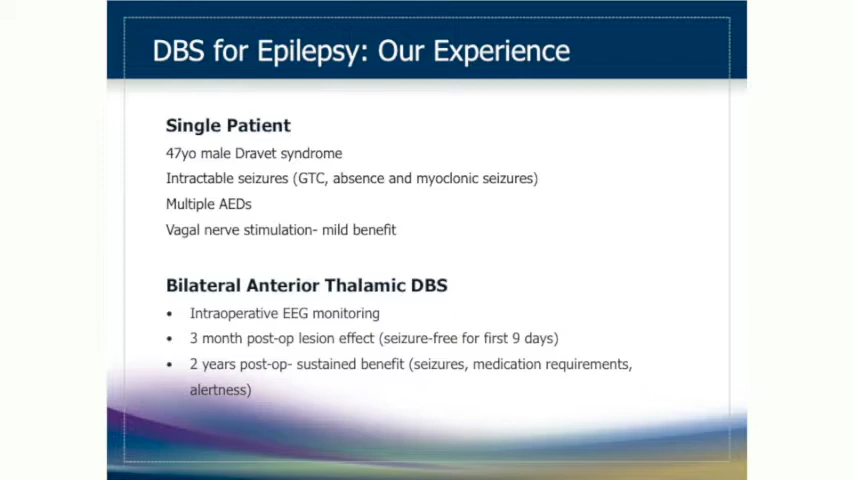 DBS for Epilepsy: Our Experience
Single Patient
47yo male Dravet syndrome
Intractable seizures (GTC, absence and myoclonic seizures)
Multiple AEDs
Vagal nerve stimulation- mild benefit
Bilateral Anterior Thalamic DBS
• Intraoperative EEG monitoring
• 3 month post-op lesion effect (seizure-free for first 9 days)
• 2 years post-op- sustained benefit (seizures, medication requirements,
alertness)